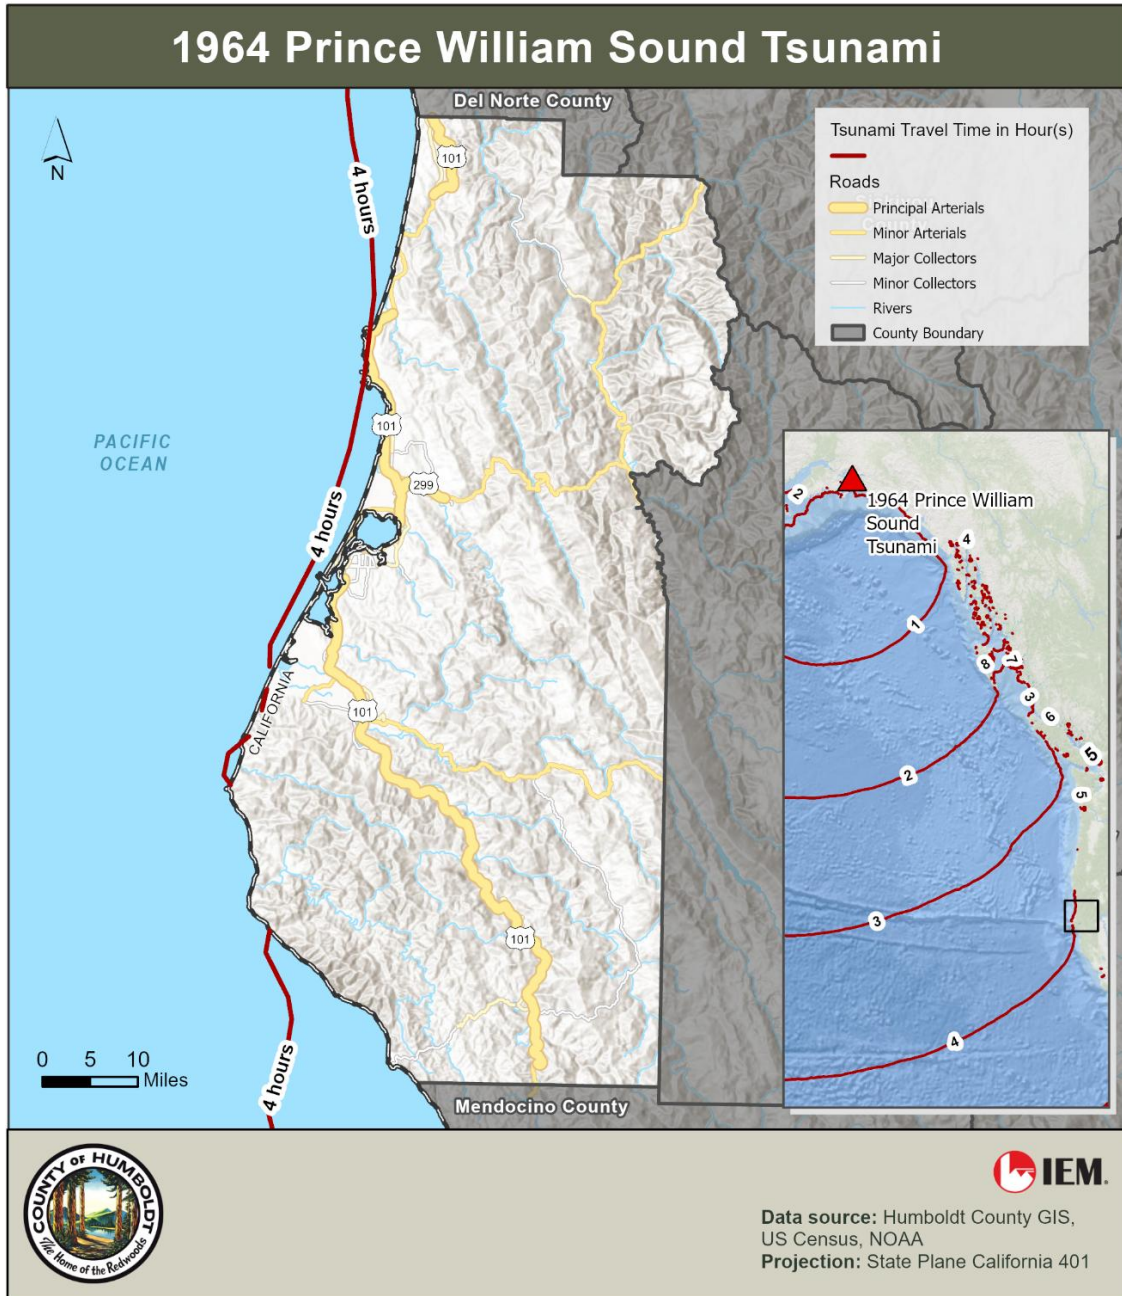 1964 Prince William Sound Tsunami
Del Norte County
N
4 hours
101
PACIFIC
OCEAN
101
299
4 hours
CALIFORNIA
101
101
4 hours
0 5 10
Miles
Mendocino County
Tsunami Travel Time in Hour(s)
Roads
Principal Arterials
Minor Arterials
Major Collectors
Minor Collectors
Rivers
County Boundary
2
1964 Prince William
Sound
Tsunami
4
1
8
7
3
6
5
2
5
3
4
7
COUNTY OF HUMBOLDT
The Home of the Redwoods
IEM.
Data source: Humboldt County GIS,
US Census, NOAA
Projection: State Plane California 401